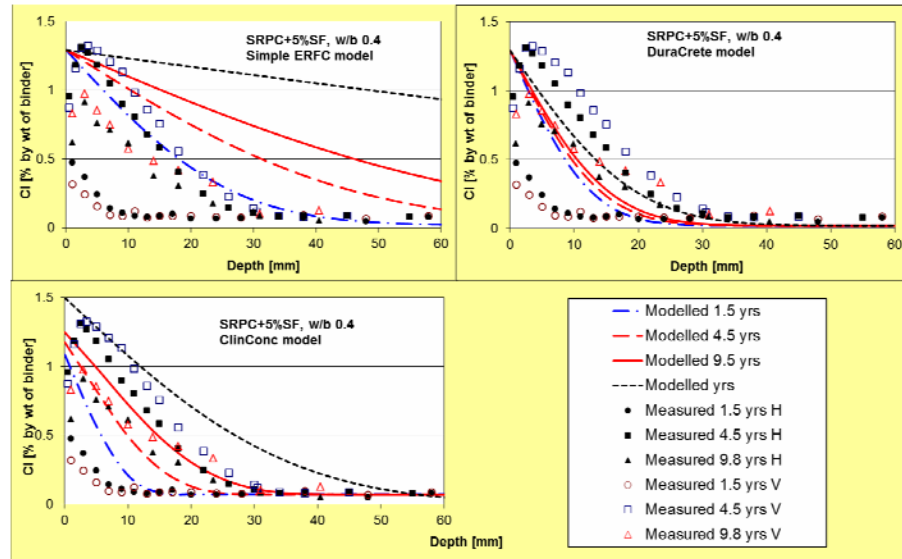 SRPC+5%SF, w/b 0.4
Simple ERFC model
Cl [% by wt of binder]
1.5
1
0.5
0
0 10 20 30 40 50 60
Depth [mm]
SRPC+5%SF, w/b 0.4
DuraCrete model
Cl [% by wt of binder]
1.5
1
0.5
0
0 10 20 30 40 50 60
Depth [mm]
SRPC+5%SF, w/b 0.4
ClinConc model
Cl [% by wt of binder]
1.5
1
0.5
0
0 10 20 30 40 50 60
Depth [mm]
Modelled 1.5 yrs
Modelled 4.5 yrs
Modelled 9.5 yrs
Modelled yrs
Measured 1.5 yrs H
Measured 4.5 yrs H
Measured 9.8 yrs H
Measured 1.5 yrs V
Measured 4.5 yrs V
Measured 9.8 yrs V